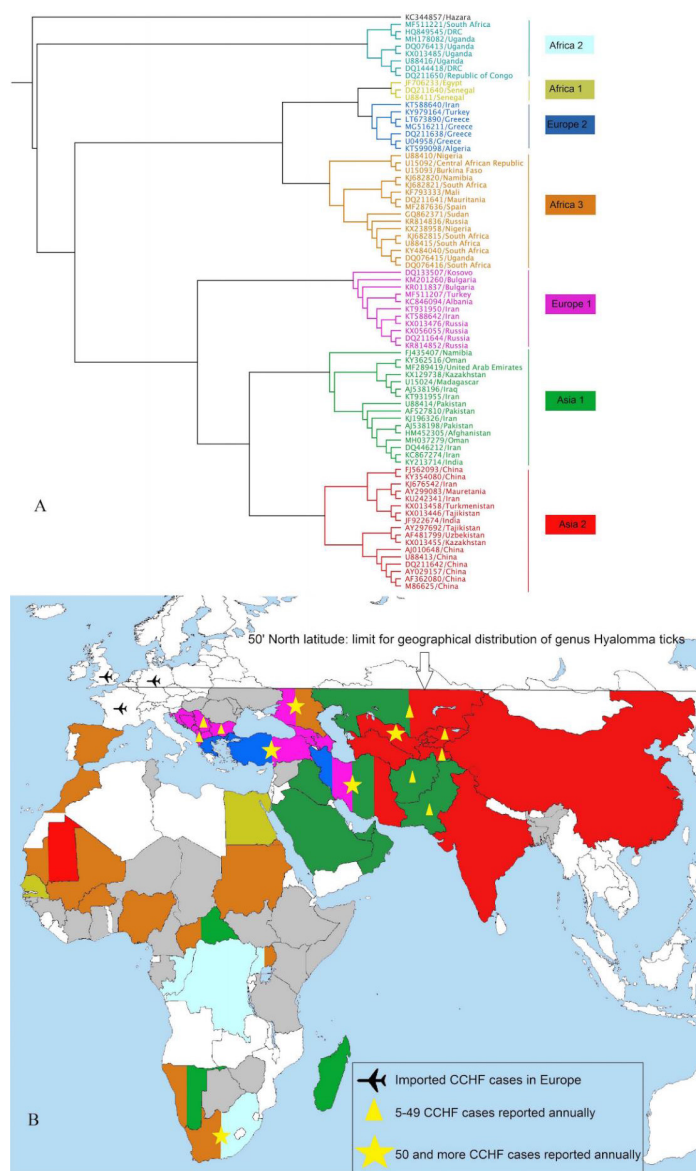 KC344857/Hazara
MF511221/South Africa
HQ849545/DRC
MH178082/Uganda
DQ076413/Uganda
KX013485/Uganda
U88416/Uganda
DQ144418/DRC
DQ211650/Republic of Congo
Africa 2
JF706233/Egypt
DQ211640/Senegal
U88411/Senegal
Africa 1
KT588640/Iran
KY979164/Turkey
LT673890/Greece
MG516211/Greece
DQ211638/Greece
U04958/Greece
KT599098/Algeria
Europe 2
U88410/Nigeria
U15092/Central African Republic
U15093/Burkina Faso
KJ682820/Namibia
KJ682821/South Africa
KF793333/Mali
DQ211641/Mauritania
MF287636/Spain
GQ862371/Sudan
KR814836/Russia
KX238958/Nigeria
KJ682815/South Africa
U88415/South Africa
KY484040/South Africa
DQ076415/Uganda
DQ076416/South Africa
Africa 3
DQ133507/Kosovo
KM201260/Bulgaria
KR011837/Bulgaria
MF511207/Turkey
KC846094/Albania
KT931950/Iran
KT588642/Iran
KX013476/Russia
KX056055/Russia
DQ211644/Russia
KR814852/Russia
Europe 1
FJ435407/Namibia
KY362516/Oman
MF289419/United Arab Emirates
KX129738/Kazakhstan
U15024/Madagascar
AJ538196/Iraq
KT931955/Iran
U88414/Pakistan
AF527810/Pakistan
KJ196326/Iran
AJ538198/Pakistan
HM452305/Afghanistan
MH037279/Oman
DQ446212/Iran
KC867274/Iran
KY213714/India
Asia 1
FJ562093/China
KY354080/China
KJ676542/Iran
AY299083/Mauretania
KU242341/Iran
KX013458/Turkmenistan
KX013446/Tajikistan
JF922674/India
AY297692/Tajikistan
AF481799/Uzbekistan
KX013455/Kazakhstan
AJ010648/China
U88413/China
DQ211642/China
AY029157/China
AF362080/China
M86625/China
Asia 2
A
50' North latitude: limit for geographical distribution of genus Hyalomma ticks
Imported CCHF cases in Europe
5-49 CCHF cases reported annually
50 and more CCHF cases reported annually
B